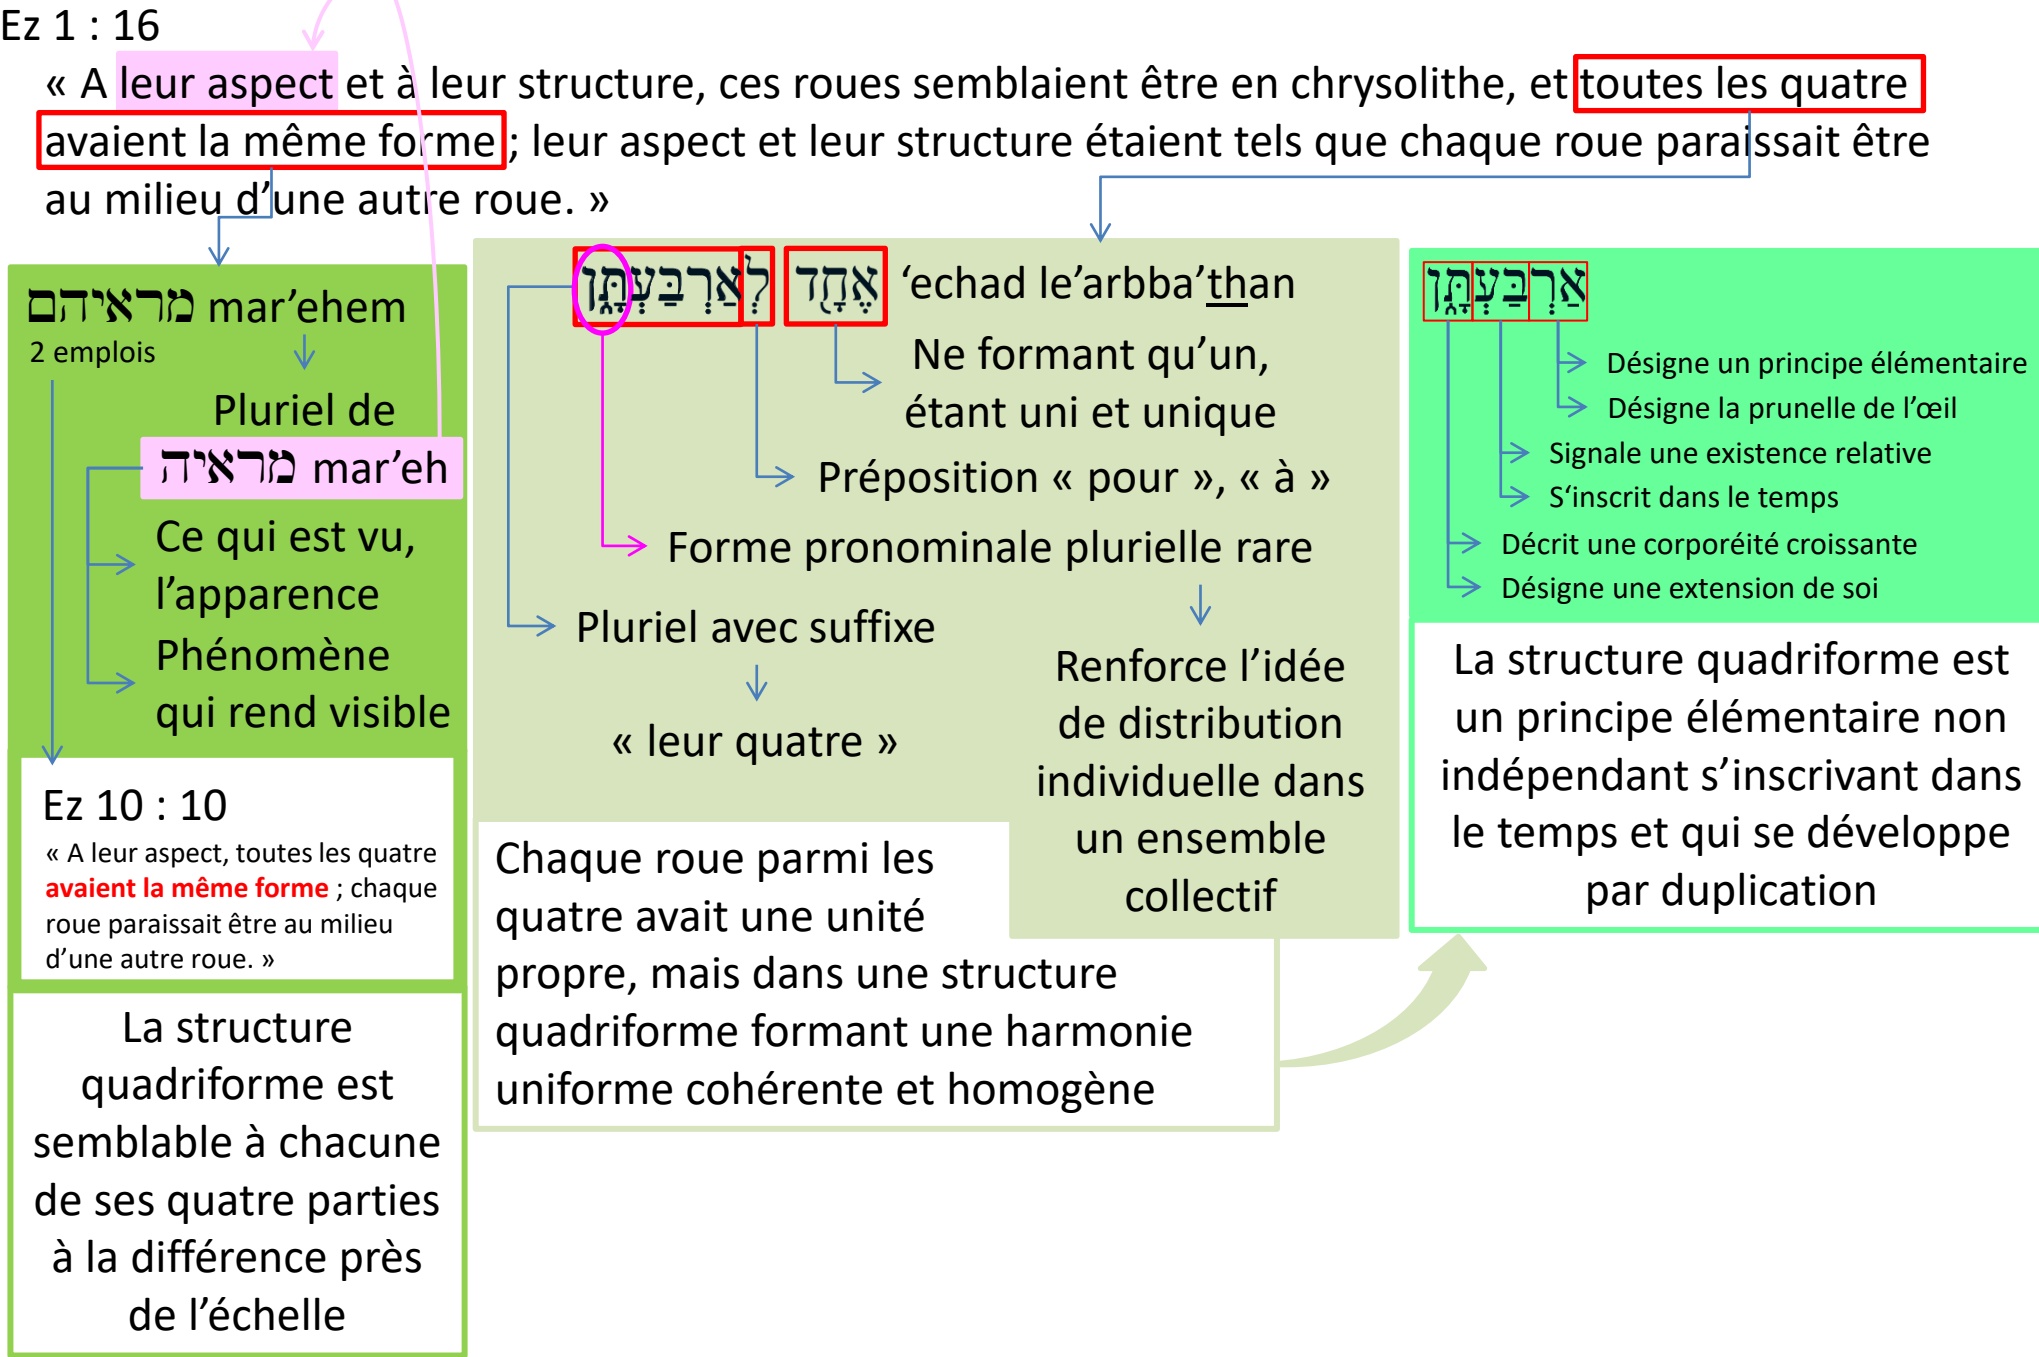 Ez 1 : 16
« A leur aspect et à leur structure, ces roues semblaient être en chrysolithe, et toutes les quatre
avaient la même forme ; leur aspect et leur structure étaient tels que chaque roue paraissait être
au milieu d’une autre roue. »
מראיהם mar’ehem
2 emplois
Pluriel de
מראיה mar’eh
Ce qui est vu,
l’apparence
Phénomène
qui rend visible
Ez 10 : 10
« A leur aspect, toutes les quatre
avaient la même forme ; chaque
roue paraissait être au milieu
d’une autre roue. »
La structure
quadriforme est
semblable à chacune
de ses quatre parties
à la différence près
de l’échelle
אֶחָ֖ד לְאַרְבַּעְתָּ֑ן ‘echad le’arbba’than
Ne formant qu’un,
étant uni et unique
Préposition « pour », « à »
Forme pronominale plurielle rare
Pluriel avec suffixe
« leur quatre »
Renforce l’idée
de distribution
individuelle dans
un ensemble
collectif
Chaque roue parmi les
quatre avait une unité
propre, mais dans une structure
quadriforme formant une harmonie
uniforme cohérente et homogène
אַרְבַּעְתָּ֑ן
Désigne un principe élémentaire
Désigne la prunelle de l’œil
Signale une existence relative
S‘inscrit dans le temps
Décrit une corporéité croissante
Désigne une extension de soi
La structure quadriforme est
un principe élémentaire non
indépendant s’inscrivant dans
le temps et qui se développe
par duplication